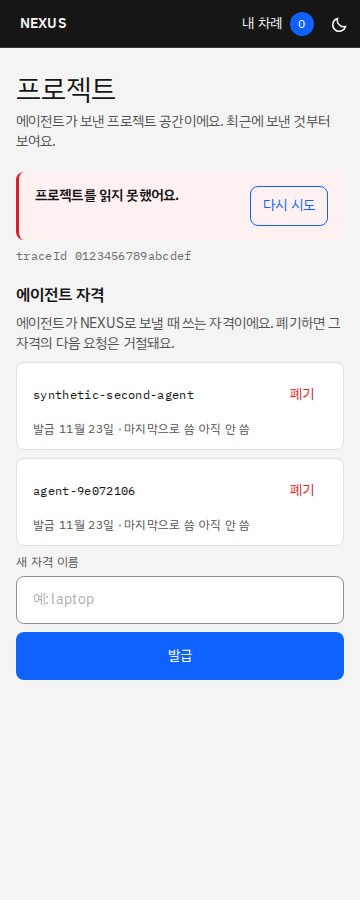 NEXUS
내 차례 0
프로젝트
에이전트가 보낸 프로젝트 공간이에요. 최근에 보낸 것부터
보여요.
프로젝트를 읽지 못했어요.
다시 시도
traceId 0123456789abcdef
에이전트 자격
에이전트가 NEXUS로 보낼 때 쓰는 자격이에요. 폐기하면 그
자격의 다음 요청은 거절돼요.
synthetic-second-agent
폐기
발급 11월 23일 · 마지막으로 씀 아직 안 씀
agent-9e072106
폐기
발급 11월 23일 · 마지막으로 씀 아직 안 씀
새 자격 이름
예: laptop
발급